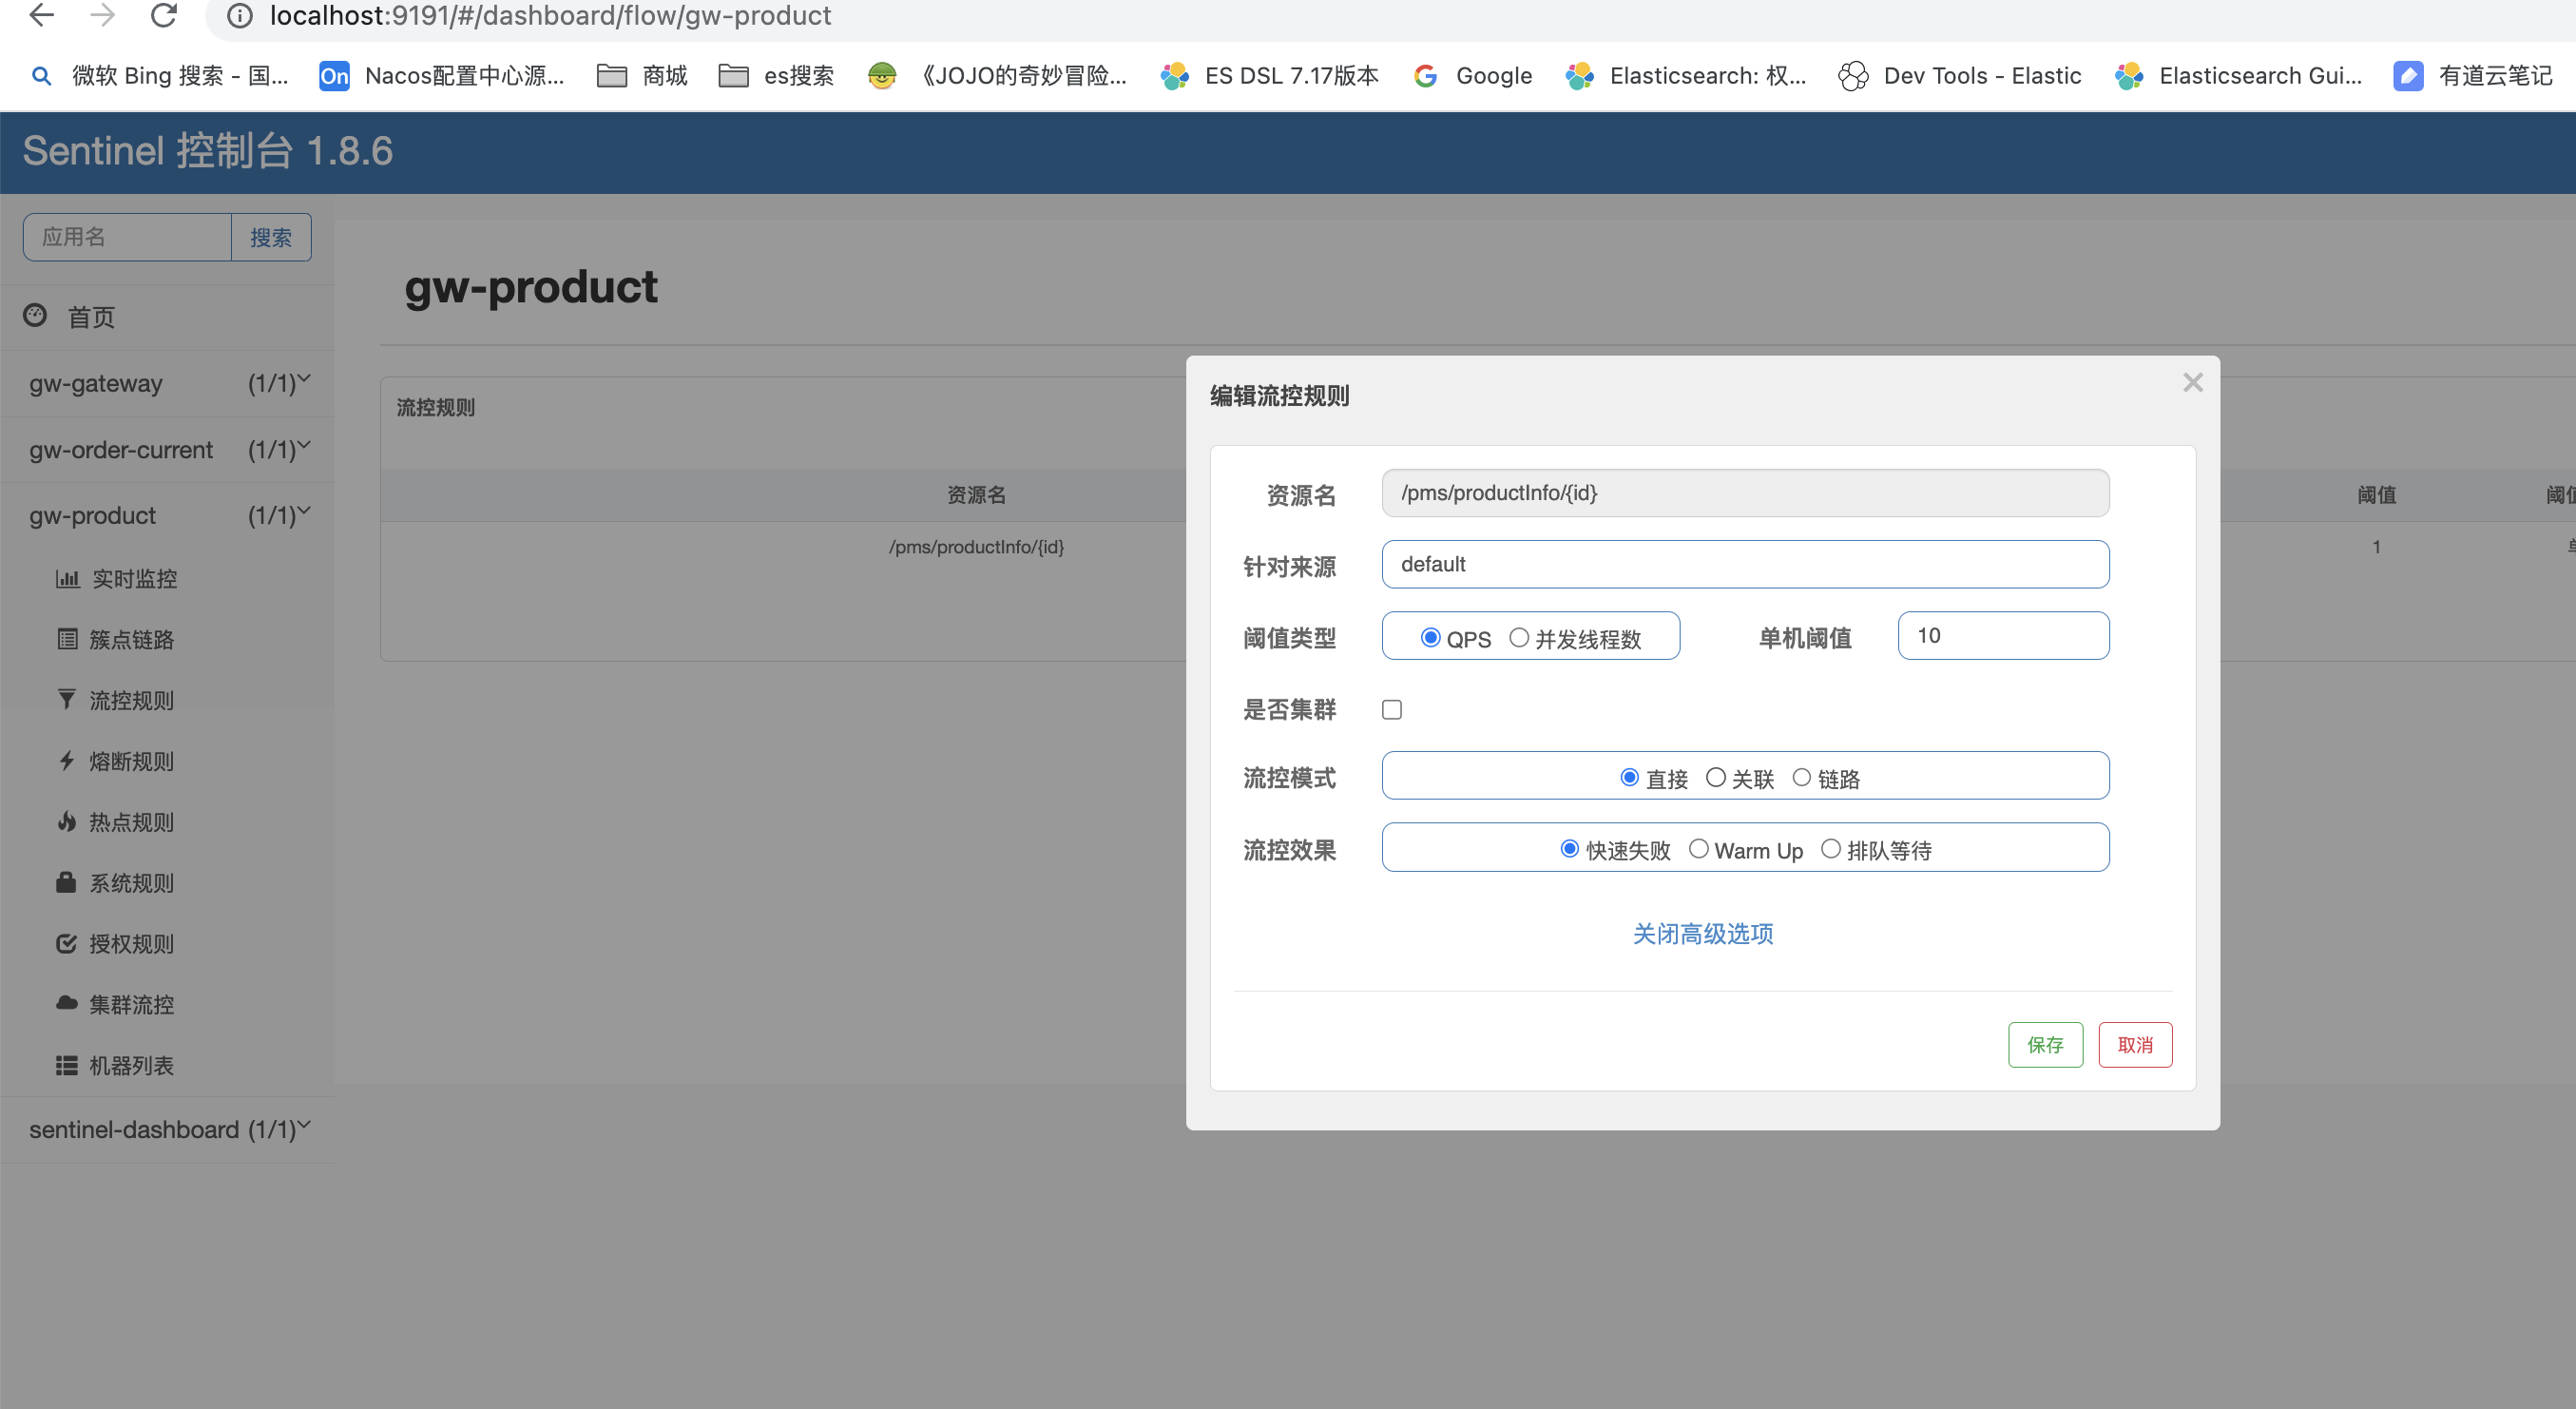 localhost:9191/#/dashboard/flow/gw-product
微软 Bing 搜索 - 国... On Nacos配置中心源... 商城 es搜索 《JOJO的奇妙冒险... ES DSL 7.17版本 Google Elasticsearch: 权... Dev Tools - Elastic Elasticsearch Gui... 有道云笔记
Sentinel 控制台 1.8.6
应用名 搜索
首页
gw-gateway (1/1)
gw-order-current (1/1)
gw-product (1/1)
实时监控
簇点链路
流控规则
熔断规则
热点规则
系统规则
授权规则
集群流控
机器列表
sentinel-dashboard (1/1)
gw-product
流控规则
资源名 阈值
/pms/productInfo/{id} 1
编辑流控规则
资源名 /pms/productInfo/{id}
针对来源 default
阈值类型 QPS 并发线程数 单机阈值 10
是否集群
流控模式 直接 关联 链路
流控效果 快速失败 Warm Up 排队等待
关闭高级选项
保存 取消